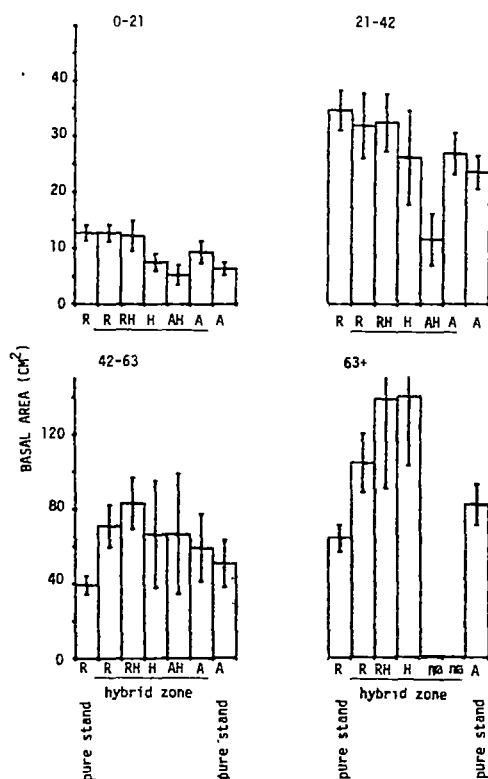 0-21
21-42
40
30
20
10
0
R R RH H AH A A
R R RH H AH A A
BASAL AREA (CM²)
42-63
63+
120
80
40
0
R R RH H AH A A
R R RH H na na A
hybrid zone
hybrid zone
pure stand
pure stand
pure stand
pure stand